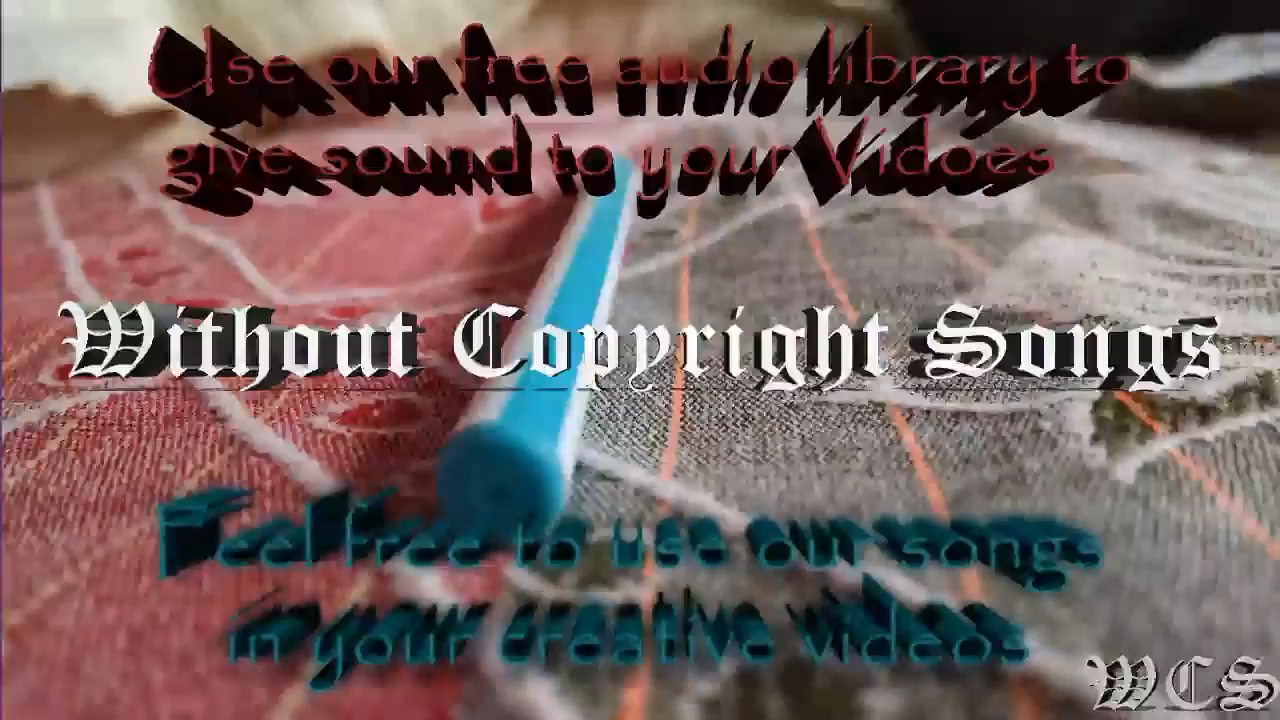 Use our free audio library to
give sound to your Vidoes
Without Copyright Songs
Feel free to use our songs
in your creative videos
WCS